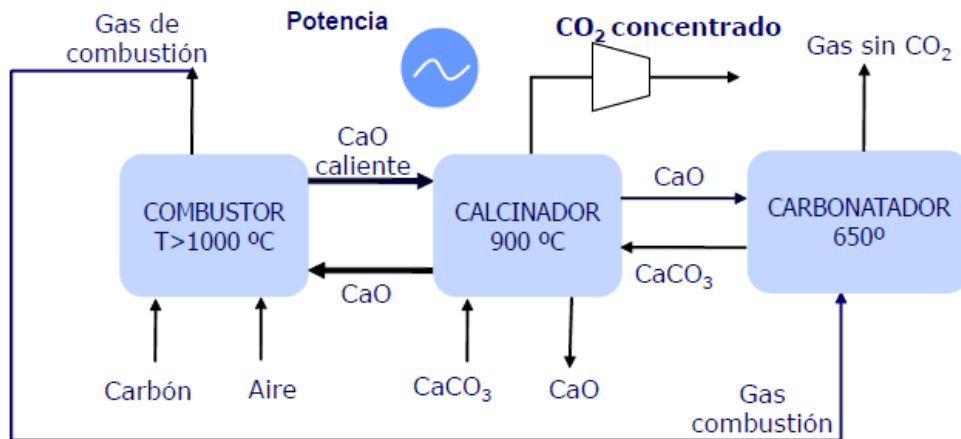 Gas de
combustión
Potencia
CO₂ concentrado
Gas sin CO₂
CaO
caliente
CaO
COMBUSTOR
T>1000 ºC
CALCINADOR
900 ºC
CARBONATADOR
650º
CaO
CaCO₃
Carbón
Aire
CaCO₃
CaO
Gas
combustión